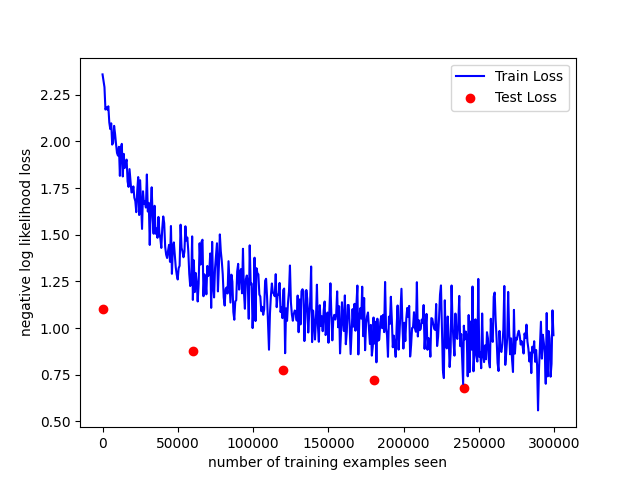 Train Loss
Test Loss
2.25
2.00
1.75
1.50
1.25
1.00
0.75
0.50
negative log likelihood loss
0 50000 100000 150000 200000 250000 300000
number of training examples seen